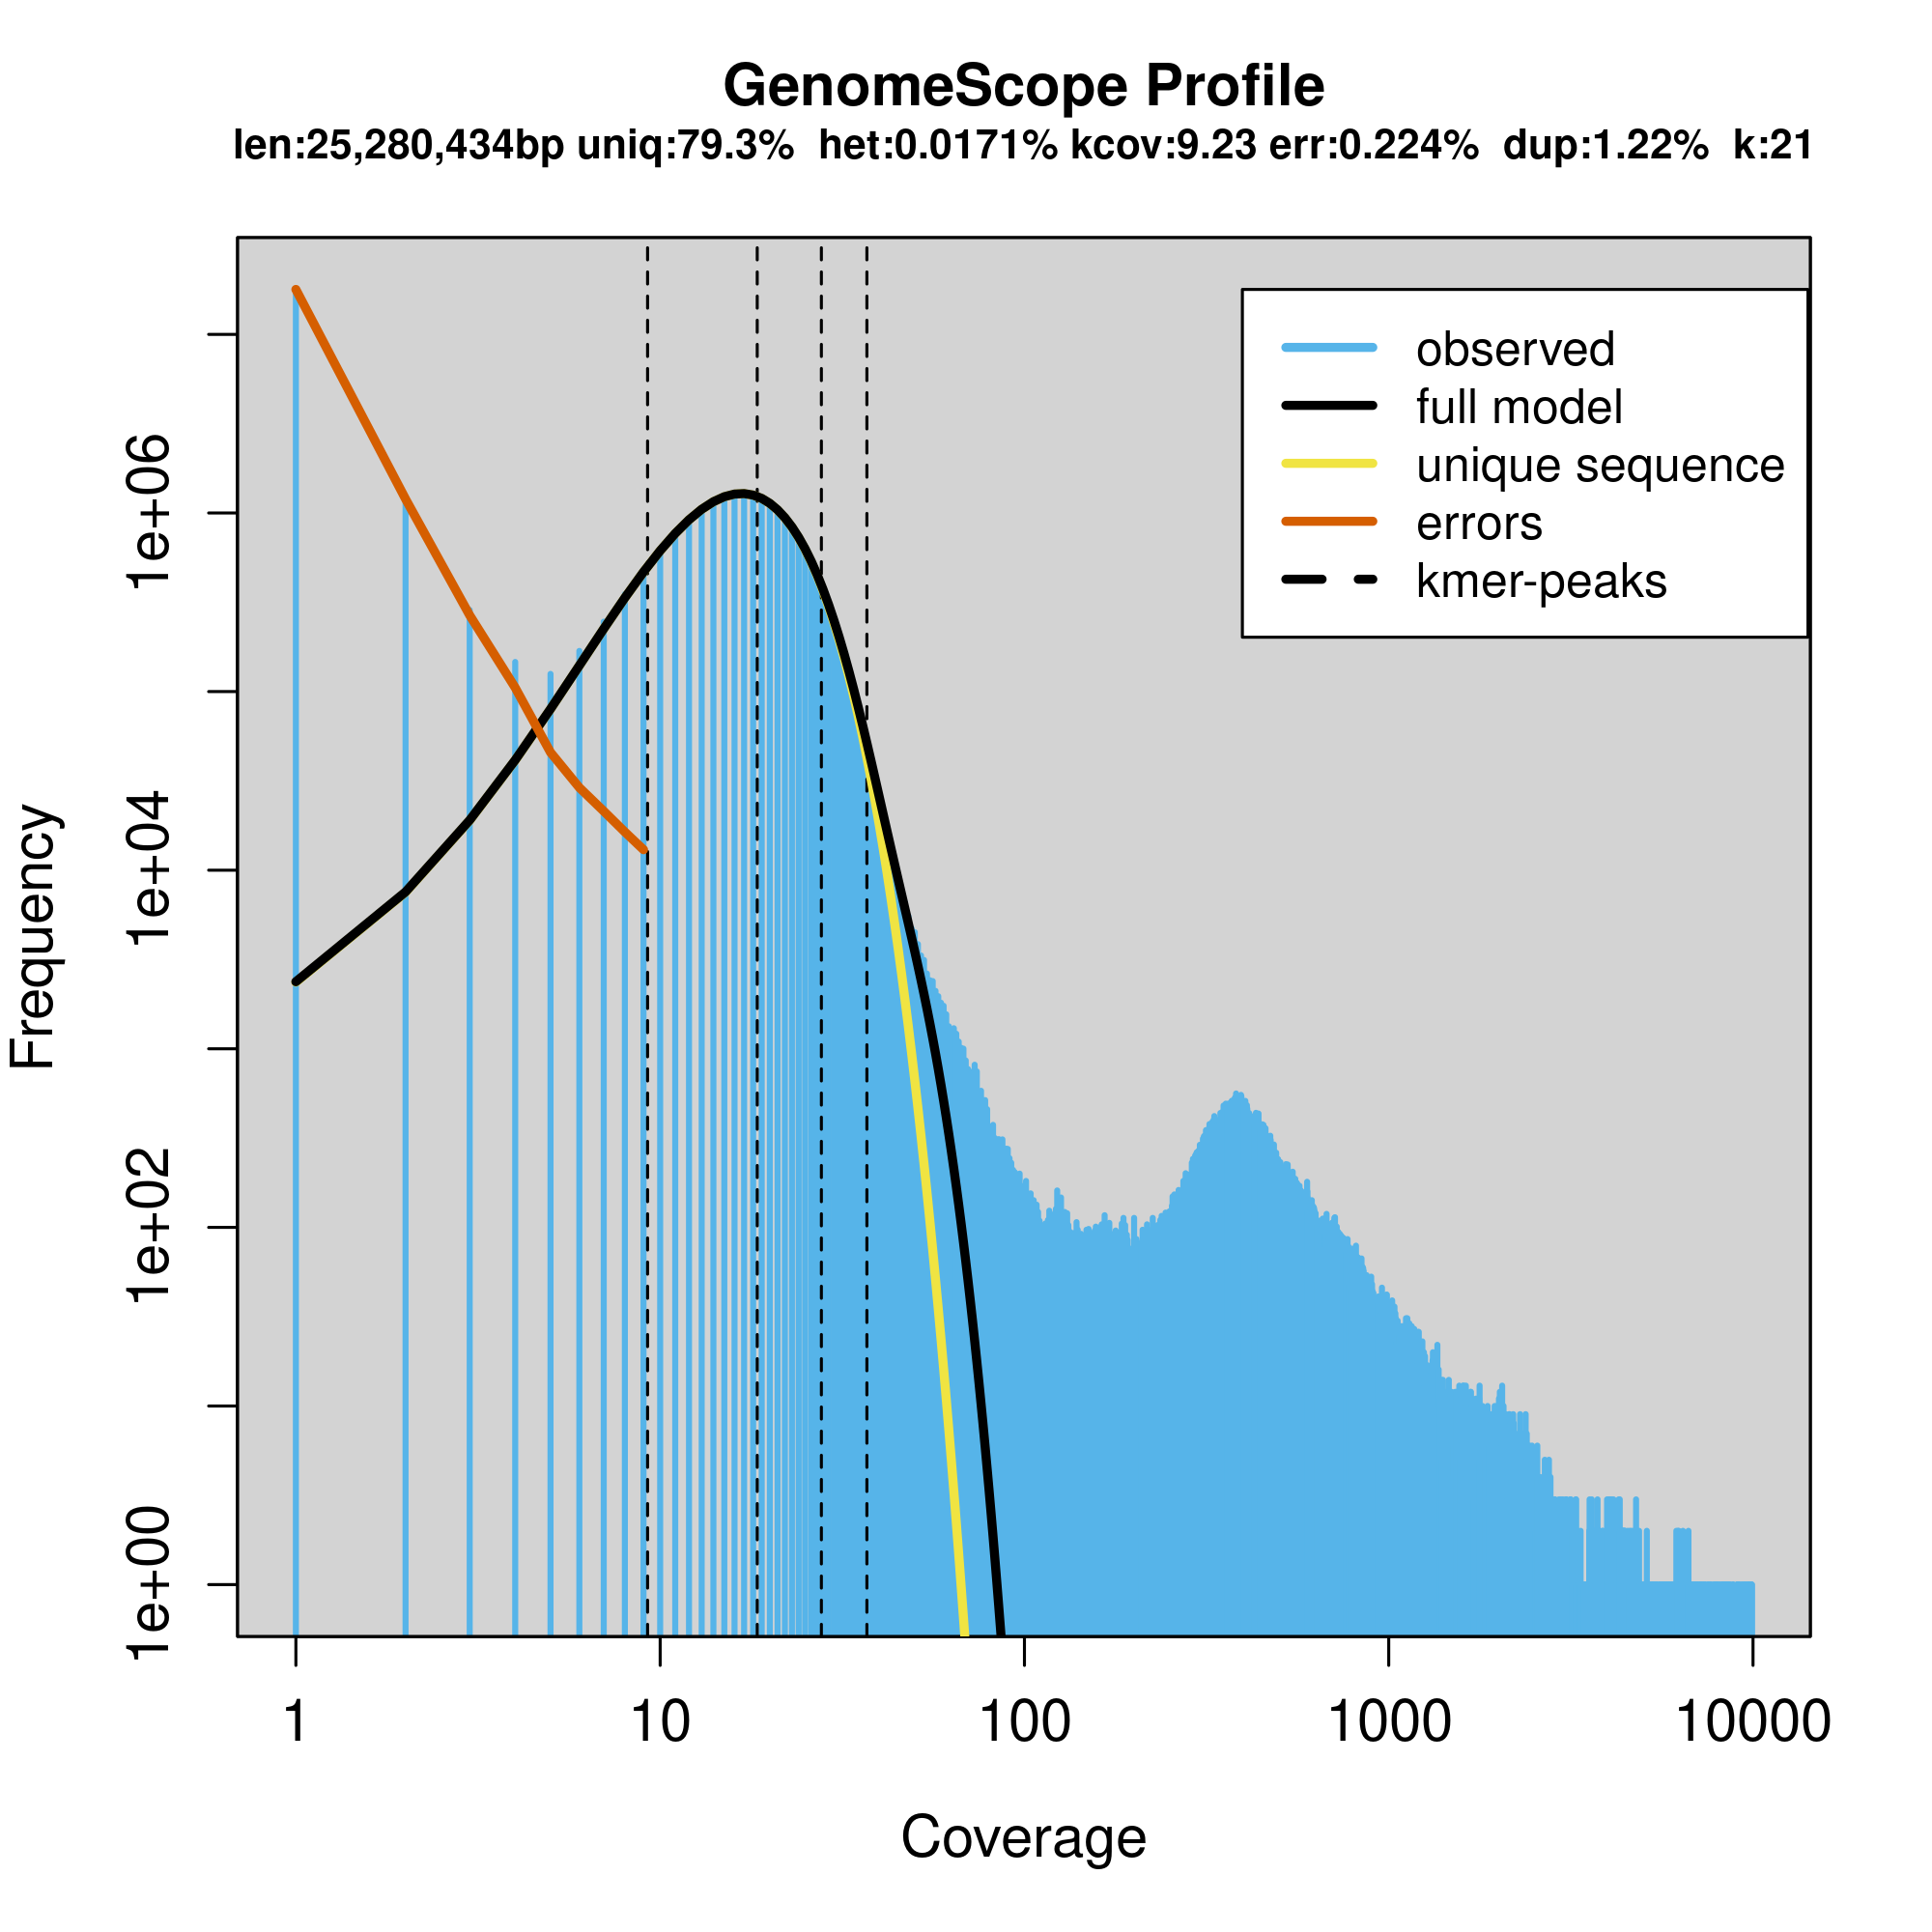 GenomeScope Profile
len:25,280,434bp uniq:79.3% het:0.0171% kcov:9.23 err:0.224% dup:1.22% k:21
observed
full model
unique sequence
errors
kmer-peaks
Frequency
1e+06
1e+04
1e+02
1e+00
1 10 100 1000 10000
Coverage